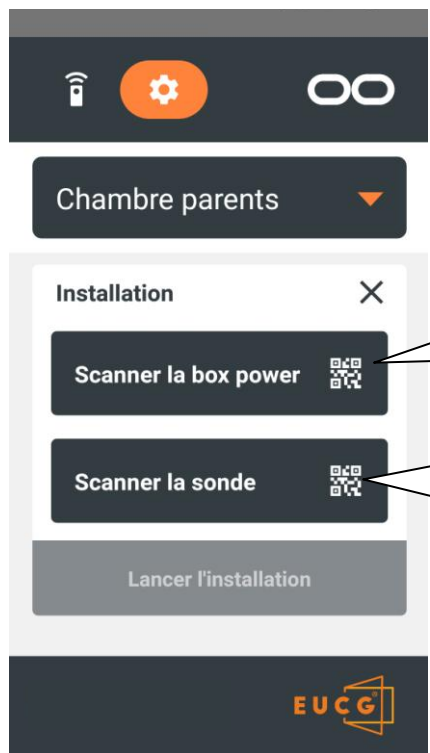 Chambre parents
Installation
Scanner la box power
Scanner la sonde
Lancer l'installation
EUCG